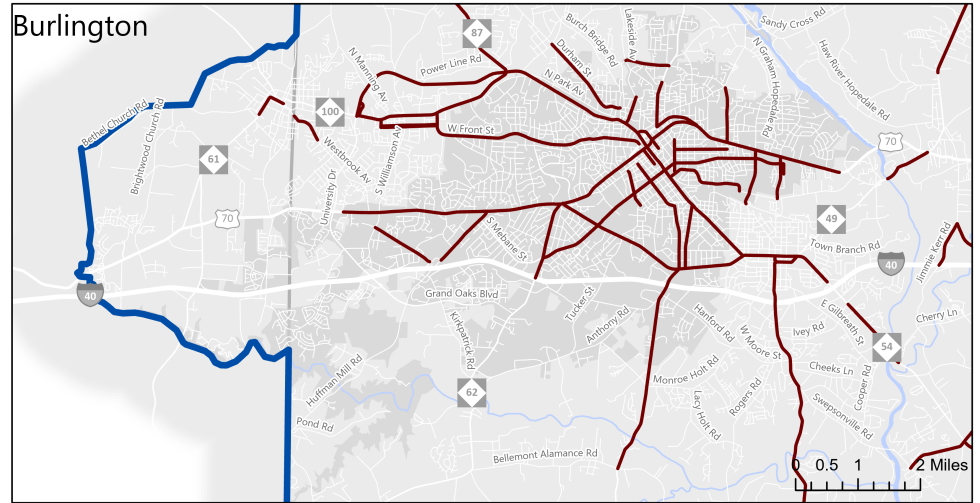 Burlington
Sandy Cross Rd
Lakeside Av
Burch Bridge Rd
87
Durham St
Haw River Hopedale Rd
N Graham Hopedale Rd
N Manning Av
Power Line Rd
N Park Av
Bethel Church Rd
Brightwood Church Rd
100
W Front St
70
61
Westbrook Av
S Williamson Av
University Dr
70
S Mebane St
49
Town Branch Rd
40
Jimmie Kerr Rd
40
Grand Oaks Blvd
Tucker St
Anthony Rd
Kirkpatrick Rd
Hanford Rd
W Moore St
Ivey Rd
E Gilbreath St
Cherry Ln
54
Huffman Mill Rd
62
Monroe Holt Rd
Lacy Holt Rd
Rogers Rd
Cheeks Ln
Cooper Rd
Swepsonville Rd
Pond Rd
Bellemont Alamance Rd
0 0.5 1 2 Miles